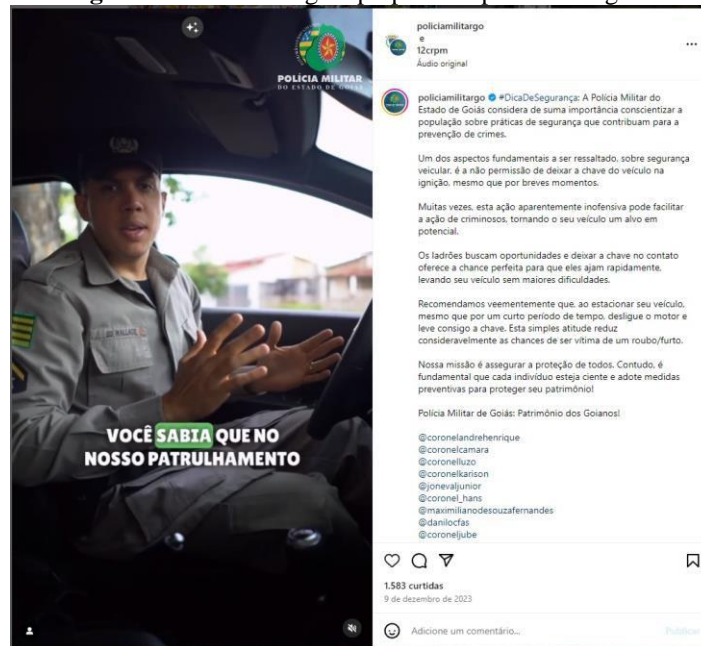 POLÍCIA MILITAR
DO ESTADO DE GOIÁS
VOCÊ SABIA QUE NO
NOSSO PATRULHAMENTO
policiamilitargo
e
12crpm
Áudio original
policiamilitargo #DicaDeSegurança: A Polícia Militar do
Estado de Goiás considera de suma importância conscientizar a
população sobre práticas de segurança que contribuam para a
prevenção de crimes.
Um dos aspectos fundamentais a ser ressaltado, sobre segurança
veicular, é a não permissão de deixar a chave do veículo na
ignição, mesmo que por breves momentos.
Muitas vezes, esta ação aparentemente inofensiva pode facilitar
a ação de criminosos, tornando o seu veículo um alvo em
potencial.
Os ladrões buscam oportunidades e deixar a chave no contato
oferece a chance perfeita para que eles ajam rapidamente,
levando seu veículo sem maiores dificuldades.
Recomendamos veementemente que, ao estacionar seu veículo,
mesmo que por um curto período de tempo, desligue o motor e
leve consigo a chave. Esta simples atitude reduz
consideravelmente as chances de ser vítima de um roubo/furto.
Nossa missão é assegurar a proteção de todos. Contudo, é
fundamental que cada indivíduo esteja ciente e adote medidas
preventivas para proteger seu patrimônio!
Polícia Militar de Goiás: Patrimônio dos Goianos!
@coronelandrehenrique
@coronelcamara
@coronelluzo
@coronelkarison
@jonevaljunior
@coronel_hans
@maximilianodesouzafernandes
@danilocfas
@coroneljube
1.583 curtidas
9 de dezembro de 2023
Adicione um comentário...
Publicar